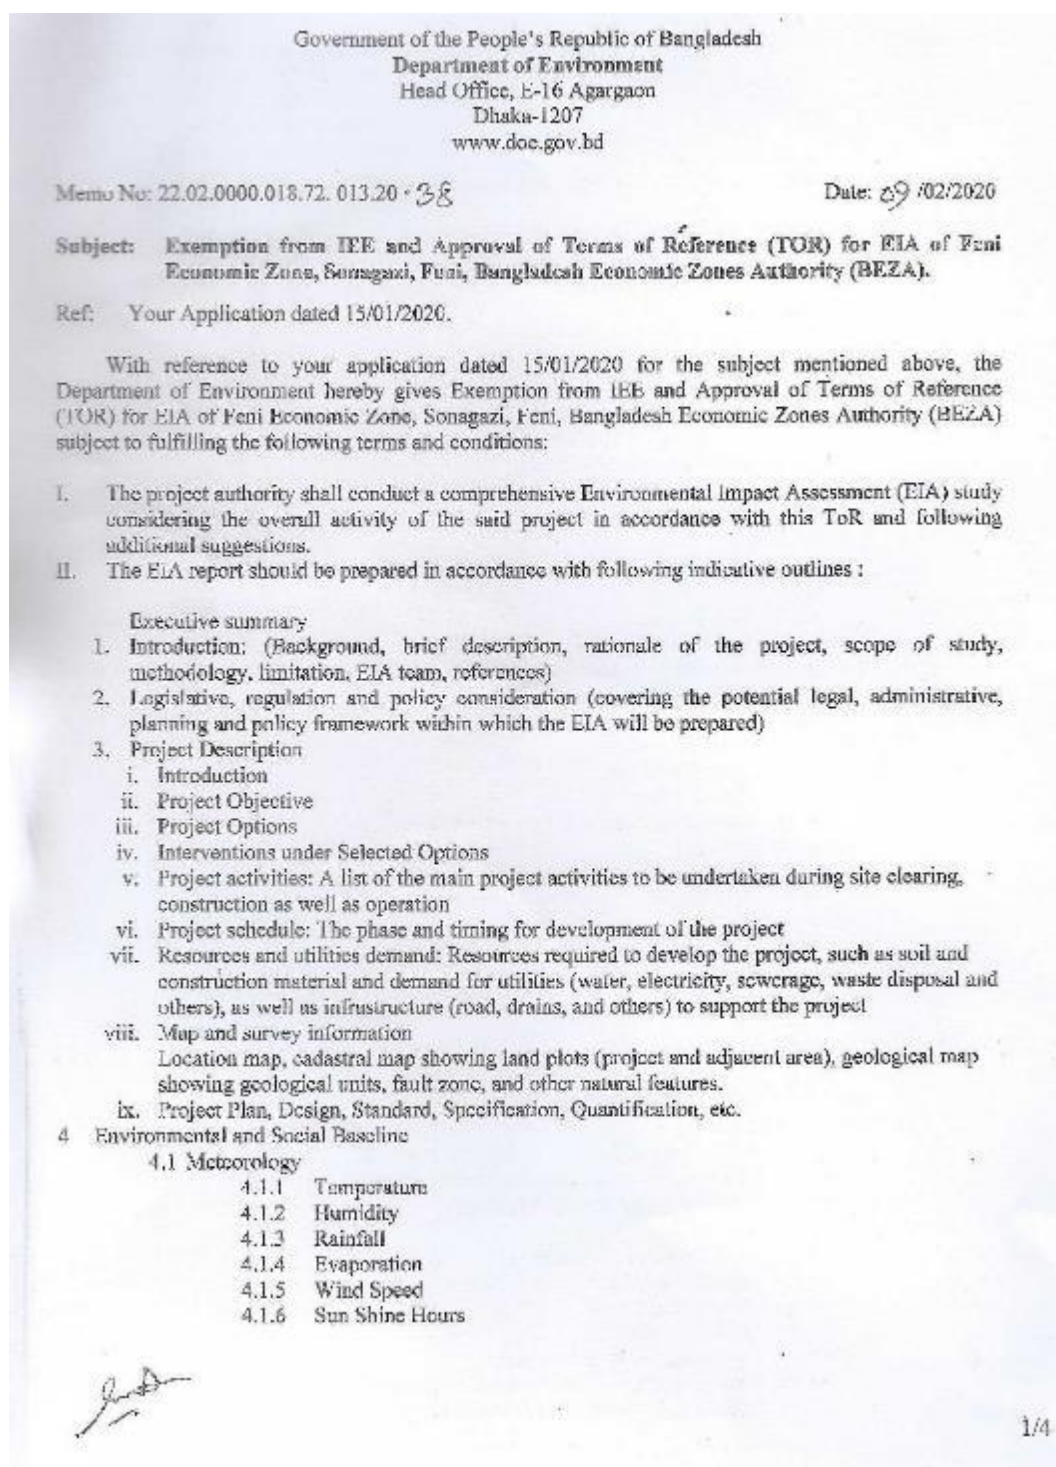 Government of the People's Republic of Bangladesh
Department of Environment
Head Office, E-16 Agargaon
Dhaka-1207
www.doe.gov.bd
Memo No: 22.02.0000.018.72. 013.20 · 38 Date: 09 /02/2020
Subject: Exemption from IEE and Approval of Terms of Reference (TOR) for EIA of Feni
Economic Zone, Sonagazi, Feni, Bangladesh Economic Zones Authority (BEZA).
Ref: Your Application dated 15/01/2020.
With reference to your application dated 15/01/2020 for the subject mentioned above, the
Department of Environment hereby gives Exemption from IEE and Approval of Terms of Reference
(TOR) for EIA of Feni Economic Zone, Sonagazi, Feni, Bangladesh Economic Zones Authority (BEZA)
subject to fulfilling the following terms and conditions:
I. The project authority shall conduct a comprehensive Environmental Impact Assessment (EIA) study
considering the overall activity of the said project in accordance with this ToR and following
additional suggestions.
II. The EIA report should be prepared in accordance with following indicative outlines :
Executive summary
1. Introduction: (Background, brief description, rationale of the project, scope of study,
methodology, limitation, EIA team, references)
2. Legislative, regulation and policy consideration (covering the potential legal, administrative,
planning and policy framework within which the EIA will be prepared)
3. Project Description
i. Introduction
ii. Project Objective
iii. Project Options
iv. Interventions under Selected Options
v. Project activities: A list of the main project activities to be undertaken during site clearing,
construction as well as operation
vi. Project schedule: The phase and timing for development of the project
vii. Resources and utilities demand: Resources required to develop the project, such as soil and
construction material and demand for utilities (water, electricity, sewerage, waste disposal and
others), as well as infrustructure (road, drains, and others) to support the project
viii. Map and survey information
Location map, cadastral map showing land plots (project and adjacent area), geological map
showing geological units, fault zone, and other natural features.
ix. Project Plan, Design, Standard, Specification, Quantification, etc.
4 Environmental and Social Baseline
4.1 Meteorology
4.1.1 Temperature
4.1.2 Humidity
4.1.3 Rainfall
4.1.4 Evaporation
4.1.5 Wind Speed
4.1.6 Sun Shine Hours
1/4